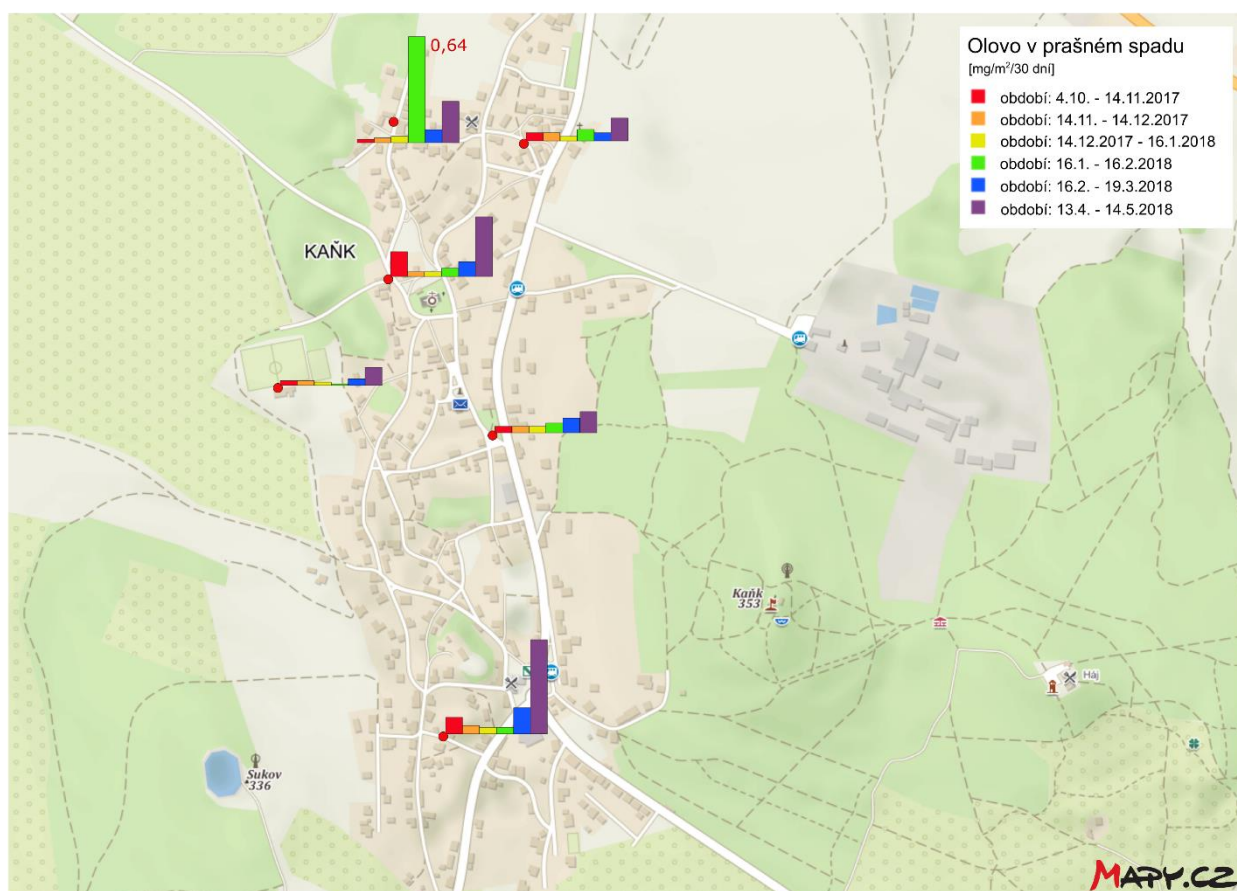 0,64
Olovo v prašném spadu
[mg/m²/30 dní]
období: 4.10. - 14.11.2017
období: 14.11. - 14.12.2017
období: 14.12.2017 - 16.1.2018
období: 16.1. - 16.2.2018
období: 16.2. - 19.3.2018
období: 13.4. - 14.5.2018
KAŇK
Kaňk
353
Háj
Sukov
336
MAPY.CZ